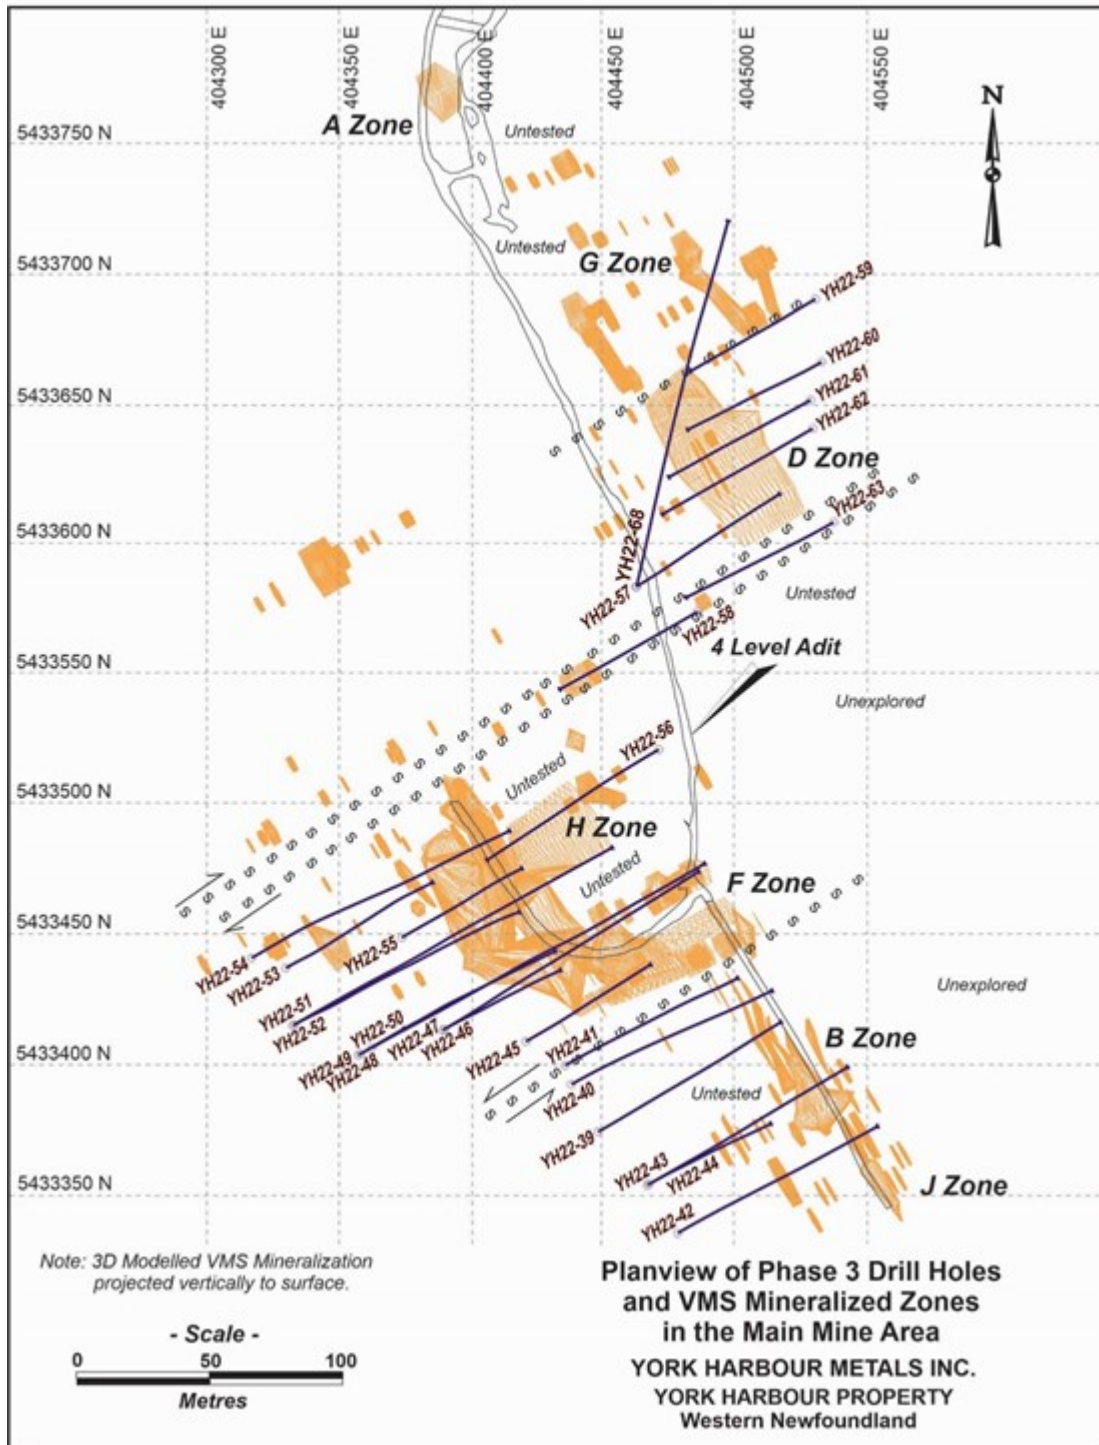 404300 E
404350 E
404400 E
404450 E
404500 E
404550 E
N
5433750 N
A Zone
Untested
Untested
5433700 N
G Zone
YH22-59
YH22-60
5433650 N
YH22-61
YH22-62
D Zone
YH22-63
5433600 N
YH22-68
YH22-57
Untested
YH22-58
5433550 N
4 Level Adit
Unexplored
YH22-56
Untested
5433500 N
H Zone
Untested
F Zone
5433450 N
YH22-55
YH22-54
YH22-53
YH22-51
YH22-52
YH22-50
YH22-49
YH22-48
YH22-47
YH22-46
YH22-45
YH22-41
YH22-40
Unexplored
5433400 N
B Zone
Untested
YH22-39
YH22-43
YH22-44
5433350 N
J Zone
YH22-42
Note: 3D Modelled VMS Mineralization
projected vertically to surface.
- Scale -
0 50 100
Metres
Planview of Phase 3 Drill Holes
and VMS Mineralized Zones
in the Main Mine Area
YORK HARBOUR METALS INC.
YORK HARBOUR PROPERTY
Western Newfoundland